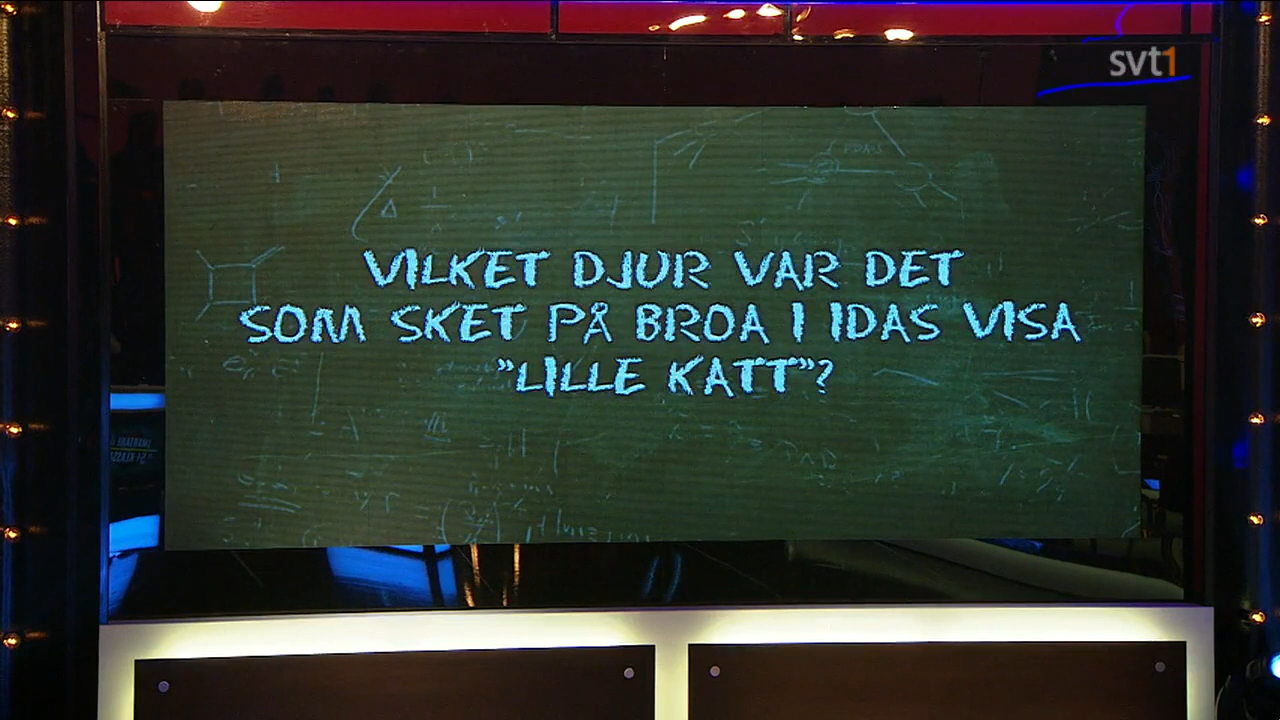 svt1
VILKET DJUR VAR DET
SOM SKET PÅ BROA I IDAS VISA
”LILLE KATT”?